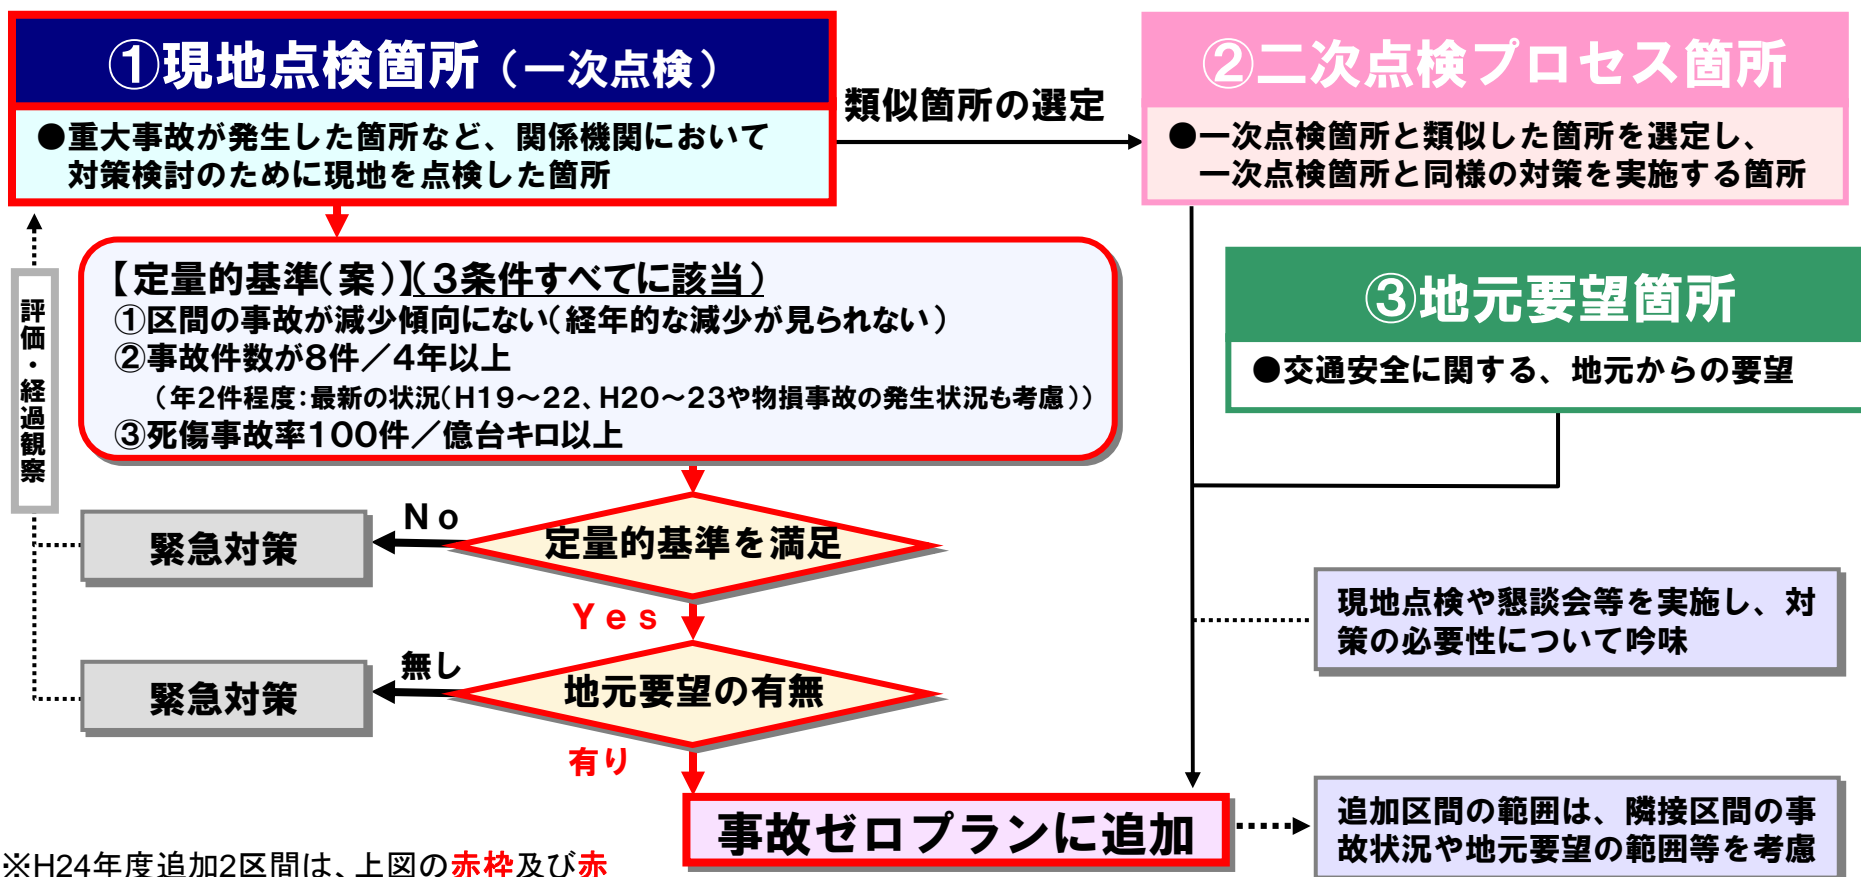 ①現地点検箇所（一次点検）
●重大事故が発生した箇所など、関係機関において
対策検討のために現地を点検した箇所
類似箇所の選定
②二次点検プロセス箇所
●一次点検箇所と類似した箇所を選定し、
一次点検箇所と同様の対策を実施する箇所
③地元要望箇所
●交通安全に関する、地元からの要望
【定量的基準（案）】（3条件すべてに該当）
①区間の事故が減少傾向にない（経年的な減少が見られない）
②事故件数が8件／4年以上
（年2件程度：最新の状況（H19～22、H20～23や物損事故の発生状況も考慮））
③死傷事故率100件／億台キロ以上
評価・経過観察
定量的基準を満足
No
緊急対策
Yes
地元要望の有無
無し
緊急対策
有り
事故ゼロプランに追加
現地点検や懇談会等を実施し、対
策の必要性について吟味
追加区間の範囲は、隣接区間の事
故状況や地元要望の範囲等を考慮
※H24年度追加2区間は、上図の赤枠及び赤